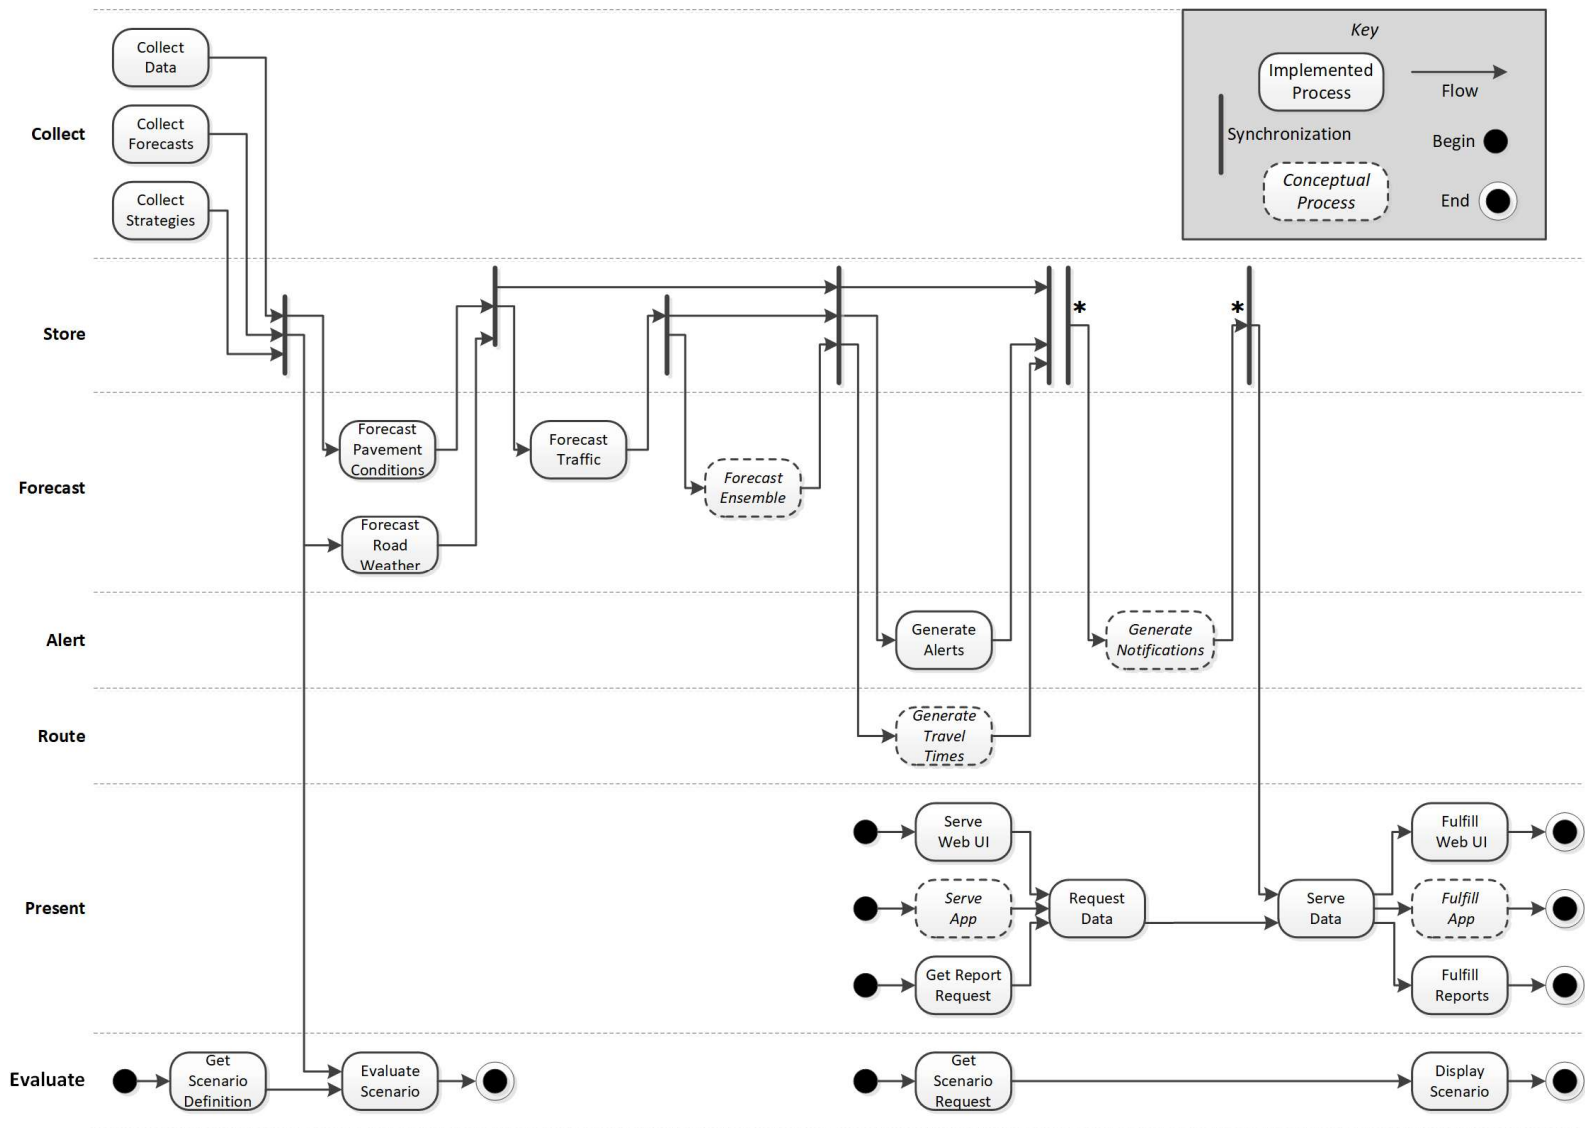 Key
Implemented
Process
Flow
Synchronization
Begin
Conceptual
Process
End
Collect
Collect
Data
Collect
Forecasts
Collect
Strategies
Store
*
*
Forecast
Forecast
Pavement
Conditions
Forecast
Traffic
Forecast
Ensemble
Forecast
Road
Weather
Alert
Generate
Alerts
Generate
Notifications
Route
Generate
Travel
Times
Present
Serve
Web UI
Fulfill
Web UI
Serve
App
Request
Data
Serve
Data
Fulfill
App
Get Report
Request
Fulfill
Reports
Evaluate
Get
Scenario
Definition
Evaluate
Scenario
Get
Scenario
Request
Display
Scenario